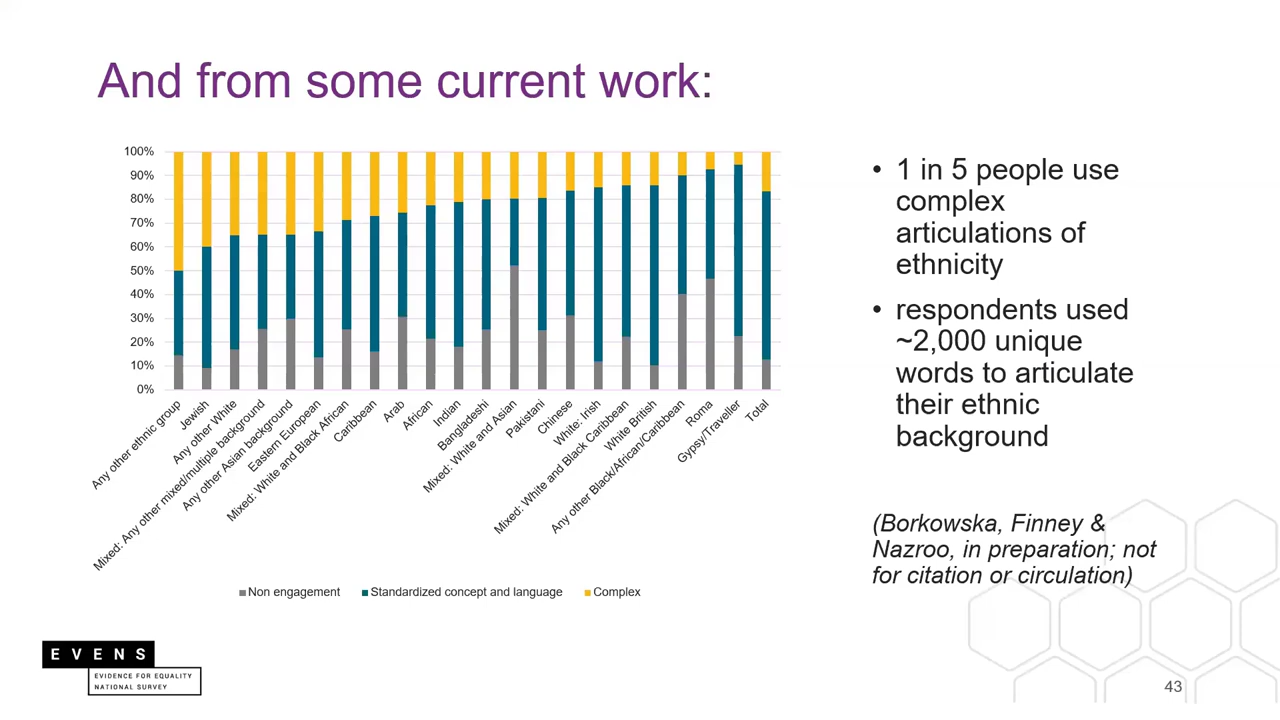 And from some current work:
100%
90%
80%
70%
60%
50%
40%
30%
20%
10%
0%
Any other ethnic group
Jewish
Any other White
Mixed: Any other mixed/multiple background
Any other Asian background
Eastern European
Mixed: White and Black African
Caribbean
Arab
African
Indian
Bangladeshi
Mixed: White and Asian
Pakistani
Chinese
White: Irish
Mixed: White and Black Caribbean
White British
Any other Black/African/Caribbean
Roma
Gypsy/Traveller
Total
Non engagement
Standardized concept and language
Complex
• 1 in 5 people use
complex
articulations of
ethnicity
• respondents used
~2,000 unique
words to articulate
their ethnic
background
(Borkowska, Finney &
Nazroo, in preparation; not
for citation or circulation)
EVENS
EVIDENCE FOR EQUALITY
NATIONAL SURVEY
43